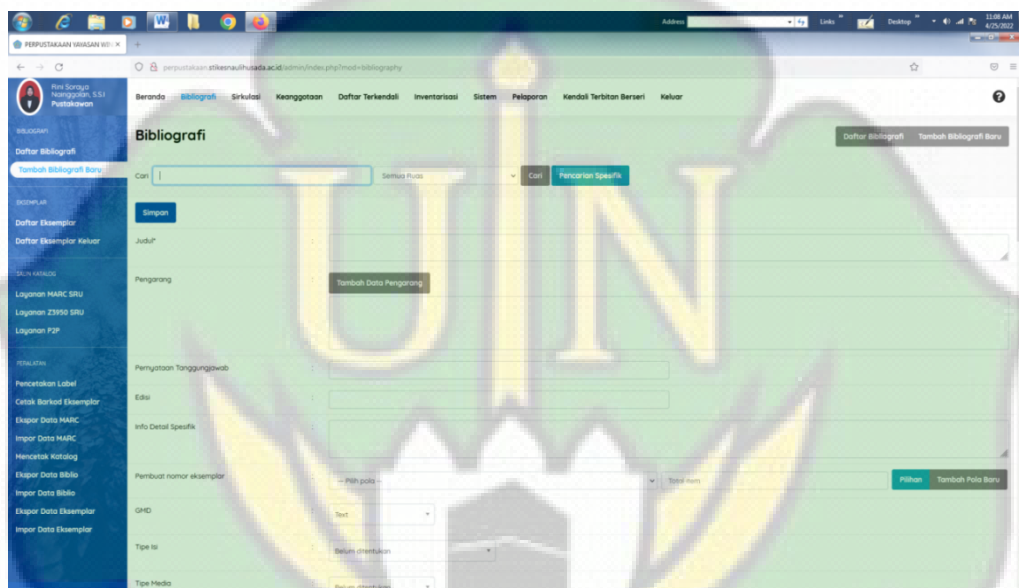 Address
Links
Desktop
11:08 AM
4/25/2022
PERPUSTAKAAN YAYASAN
perpustakaan.stikesnaulihusada.ac.id/admin/index.php?mod=bibliography
Rini Soraya
Nainggolan, S.S.I
Pustakawan
Beranda Bibliografi Sirkulasi Keanggotaan Daftar Terkendali Inventarisasi Sistem Pelaporan Kendali Terbitan Berseri Keluar
BIBLIOGRAFI
Daftar Bibliografi
Tambah Bibliografi Baru
EKSEMPLAR
Daftar Eksemplar
Daftar Eksemplar Keluar
SALIN KATALOG
Layanan MARC SRU
Layanan Z3950 SRU
Layanan P2P
PERALATAN
Pencetakan Label
Cetak Barkod Eksemplar
Ekspor Data MARC
Impor Data MARC
Mencetak Katalog
Ekspor Data Biblio
Impor Data Biblio
Ekspor Data Eksemplar
Impor Data Eksemplar
Bibliografi
Daftar Bibliografi Tambah Bibliografi Baru
Cari Semua Ruas Cari Pencarian Spesifik
Simpan
Judul* :
Pengarang : Tambah Data Pengarang
Pernyataan Tanggungjawab :
Edisi :
Info Detail Spesifik :
Pembuat nomor eksemplar : -- Pilih pola -- Total item Pilihan Tambah Pola Baru
GMD : Text
Tipe Isi : Belum ditentukan
Tipe Media : Belum ditentukan
UIN